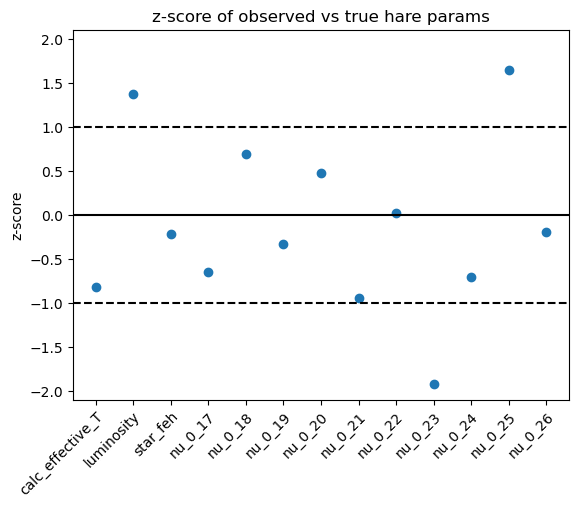 z-score of observed vs true hare params
z-score
2.0
1.5
1.0
0.5
0.0
−0.5
−1.0
−1.5
−2.0
calc_effective_T
luminosity
star_feh
nu_0_17
nu_0_18
nu_0_19
nu_0_20
nu_0_21
nu_0_22
nu_0_23
nu_0_24
nu_0_25
nu_0_26